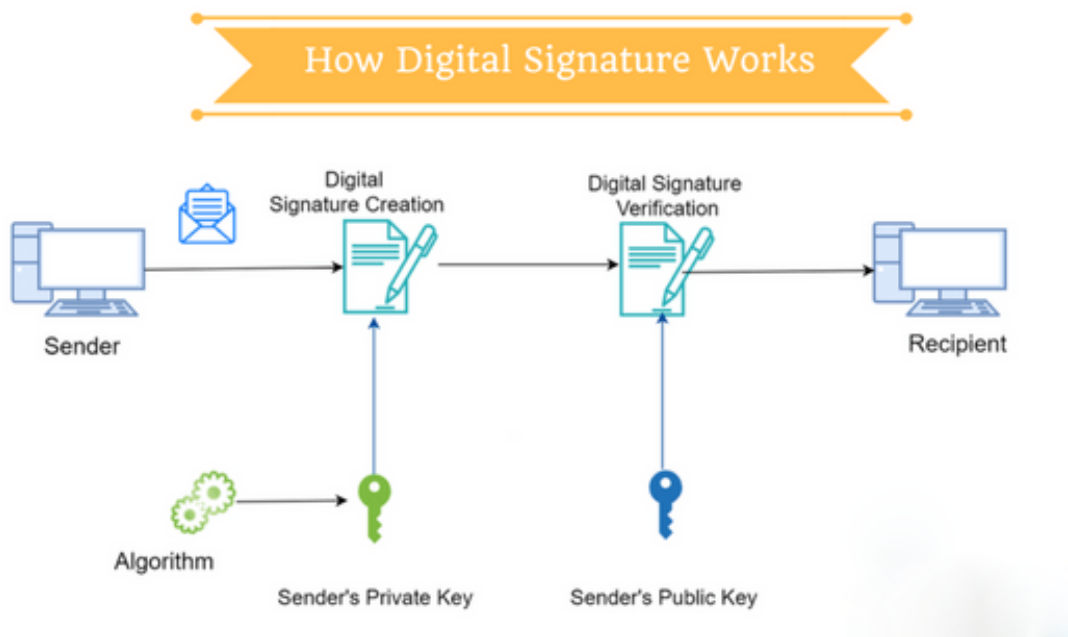 How Digital Signature Works
Digital
Signature Creation
Digital Signature
Verification
Sender
Recipient
Algorithm
Sender's Private Key
Sender's Public Key